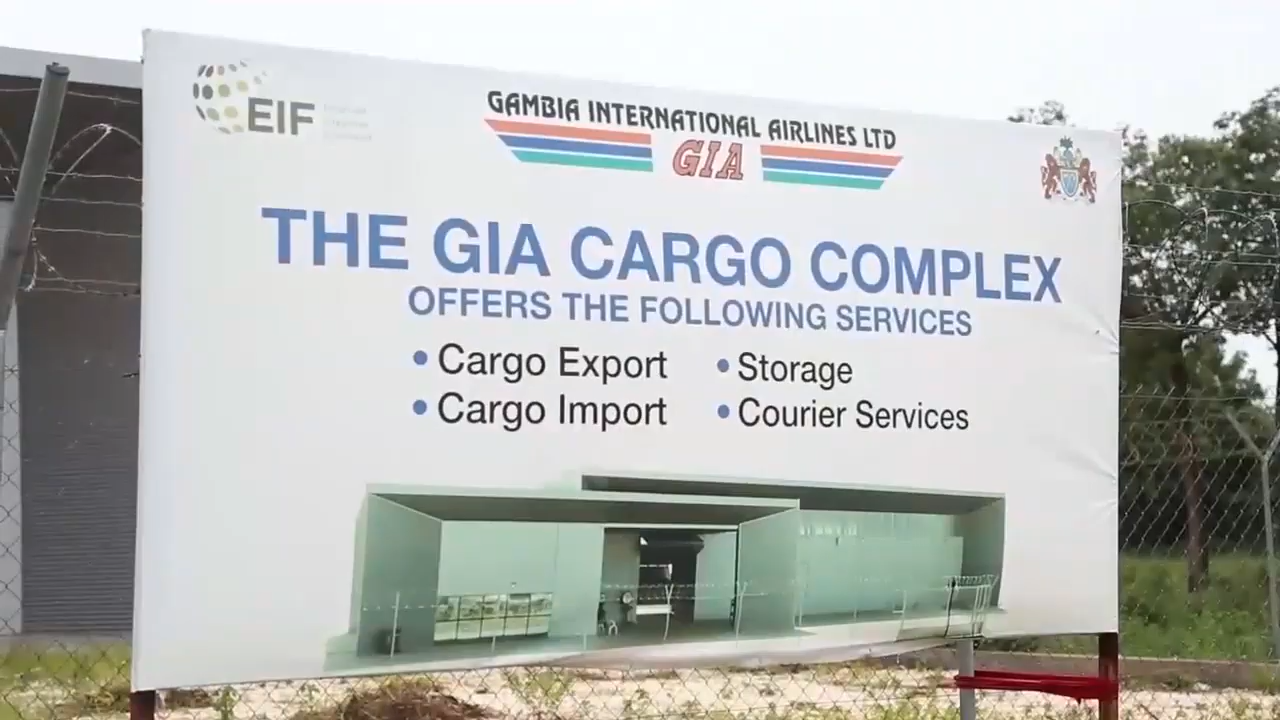 EIF
GAMBIA INTERNATIONAL AIRLINES LTD
GIA
THE GIA CARGO COMPLEX
OFFERS THE FOLLOWING SERVICES
• Cargo Export
• Cargo Import
• Storage
• Courier Services